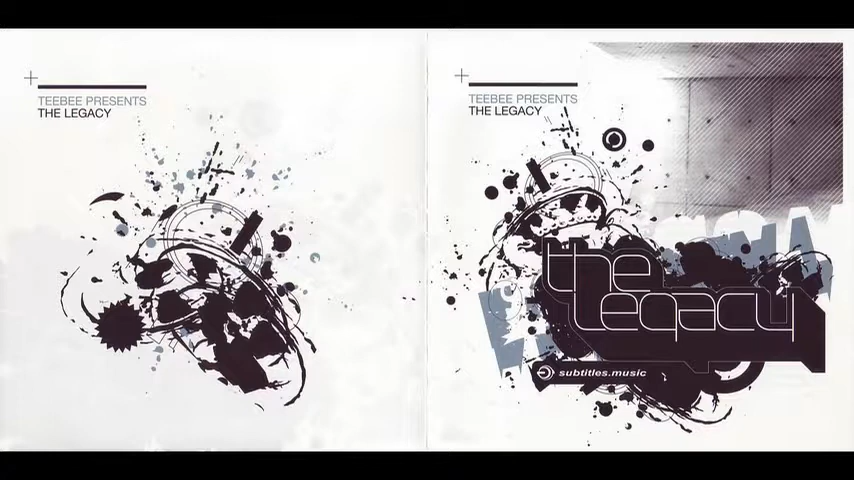 TEEBEE PRESENTS
THE LEGACY
TEEBEE PRESENTS
THE LEGACY
the
legacy
subtitles.music